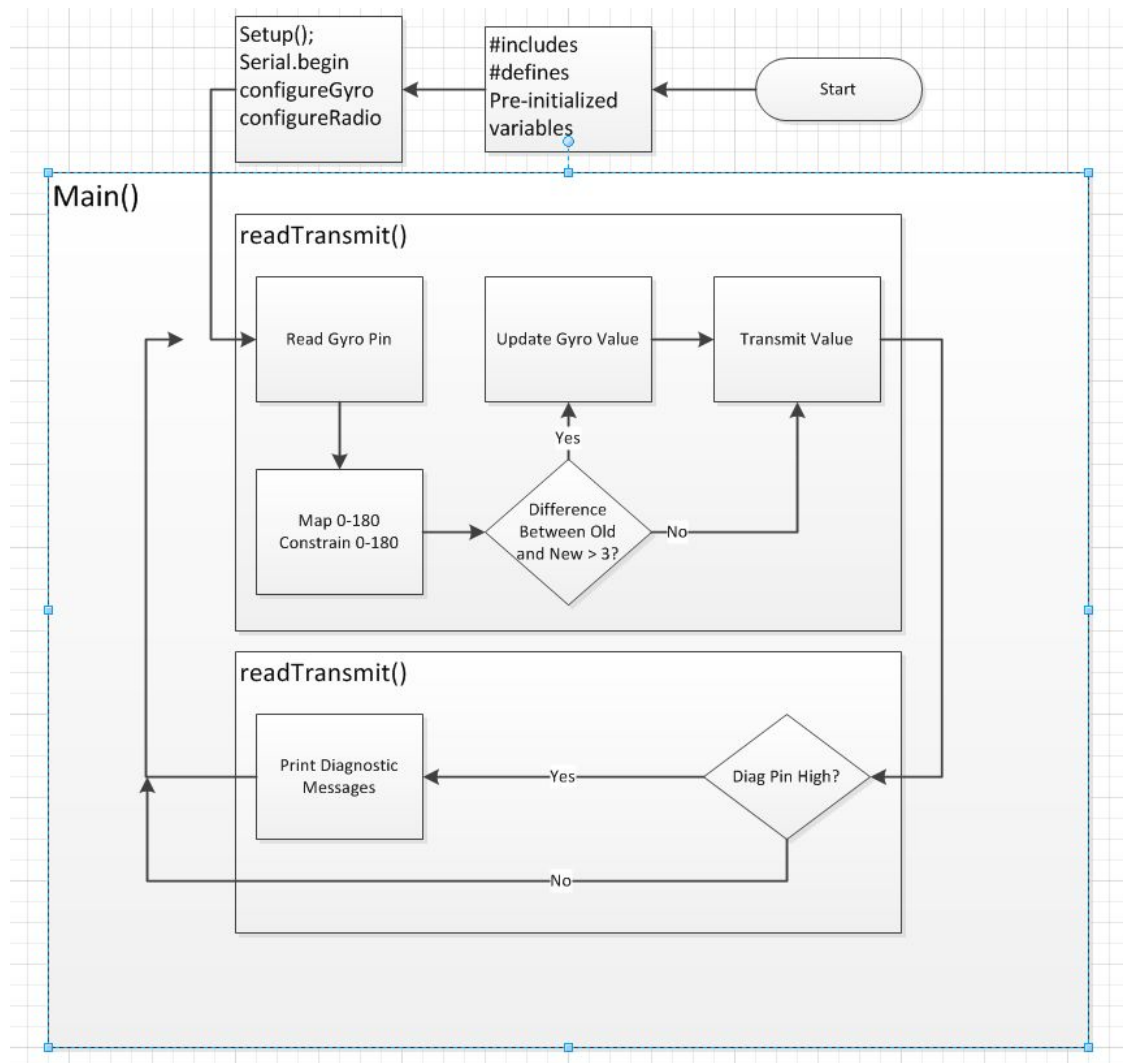 Setup();
Serial.begin
configureGyro
configureRadio
#includes
#defines
Pre-initialized
variables
Start
Main()
readTransmit()
Read Gyro Pin
Update Gyro Value
Transmit Value
Yes
Map 0-180
Constrain 0-180
Difference
Between Old
and New > 3?
No
readTransmit()
Print Diagnostic
Messages
Yes
Diag Pin High?
No